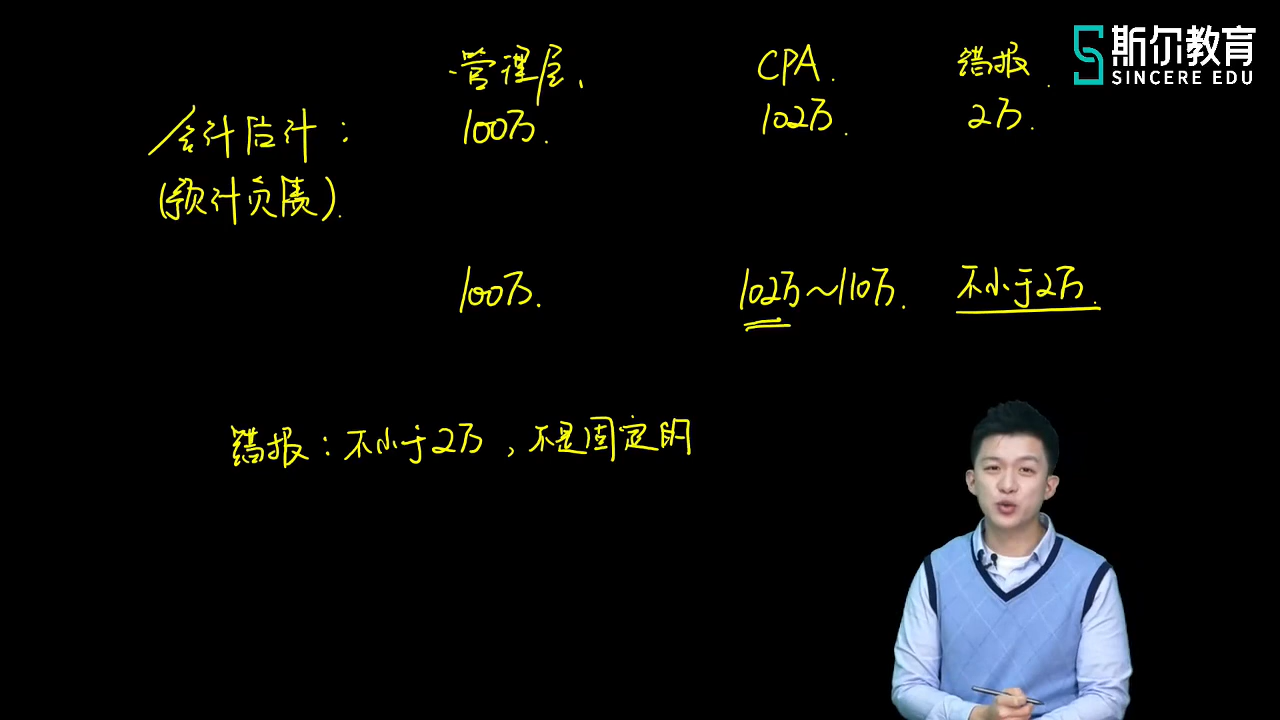 斯尔教育
SINCERE EDU
管理层、 CPA. 错报.
会计估计： 100万. 102万. 2万.
(预计负债).
100万. 102万~110万. 不小于2万.
错报：不小于2万，不是固定的